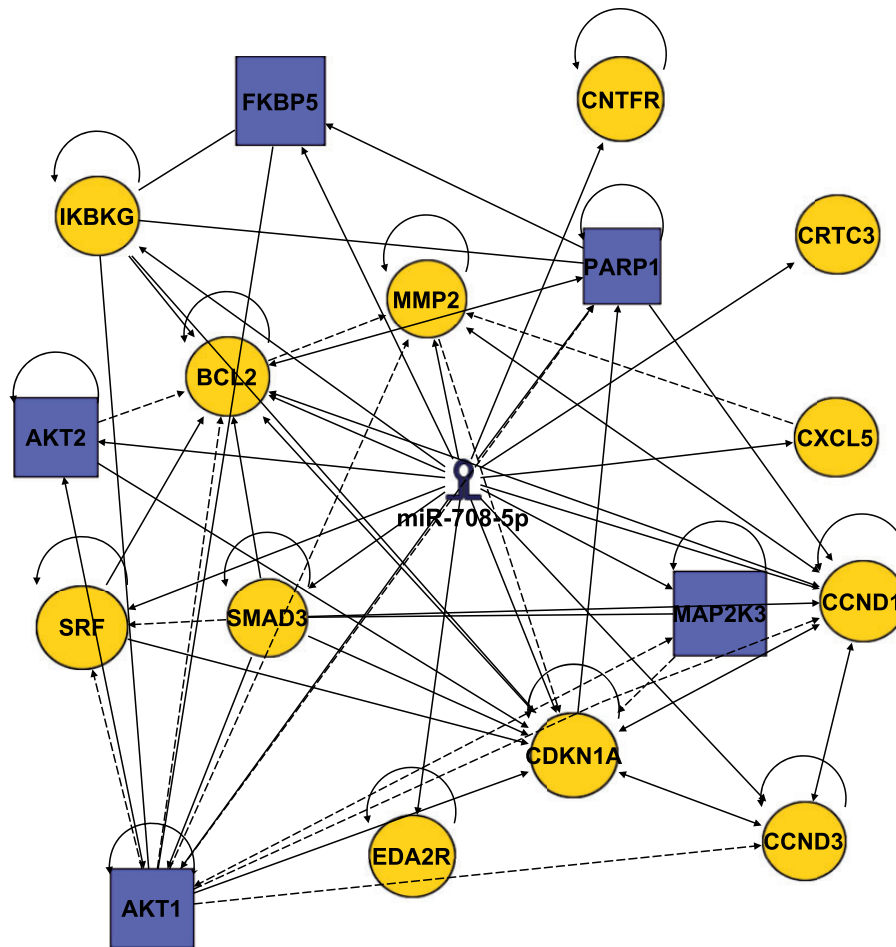 FKBP5
CNTFR
IKBKG
CRTC3
PARP1
MMP2
BCL2
AKT2
CXCL5
miR-708-5p
CCND1
MAP2K3
SMAD3
SRF
CDKN1A
CCND3
EDA2R
AKT1